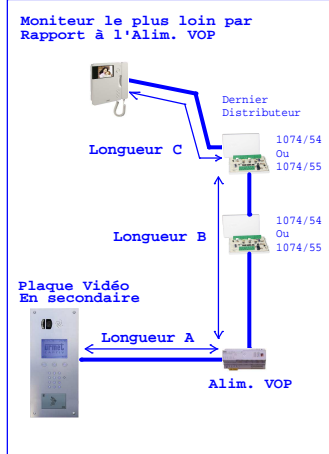 Moniteur le plus loin par
Rapport à l'Alim. VOP
Dernier
Distributeur
1074/54
Ou
1074/55
Longueur C
1074/54
Ou
1074/55
Longueur B
Plaque Vidéo
En secondaire
Longueur A
Alim. VOP